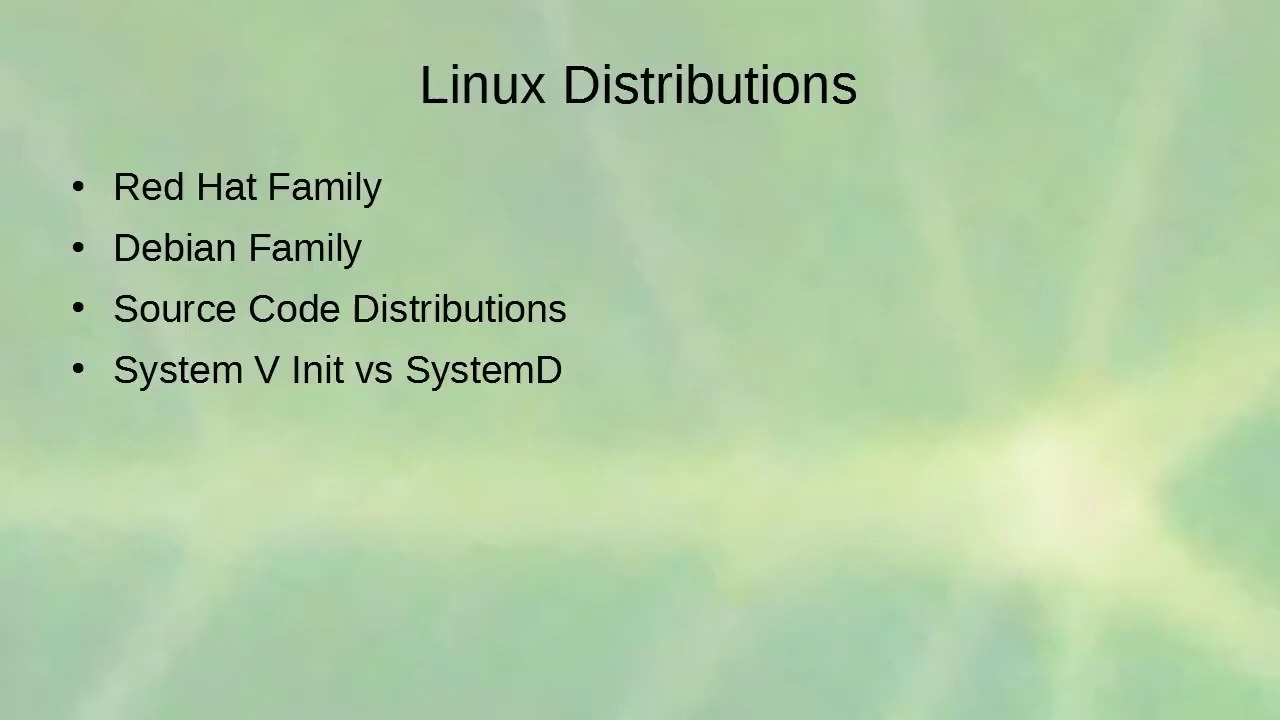 Linux Distributions
• Red Hat Family
• Debian Family
• Source Code Distributions
• System V Init vs SystemD